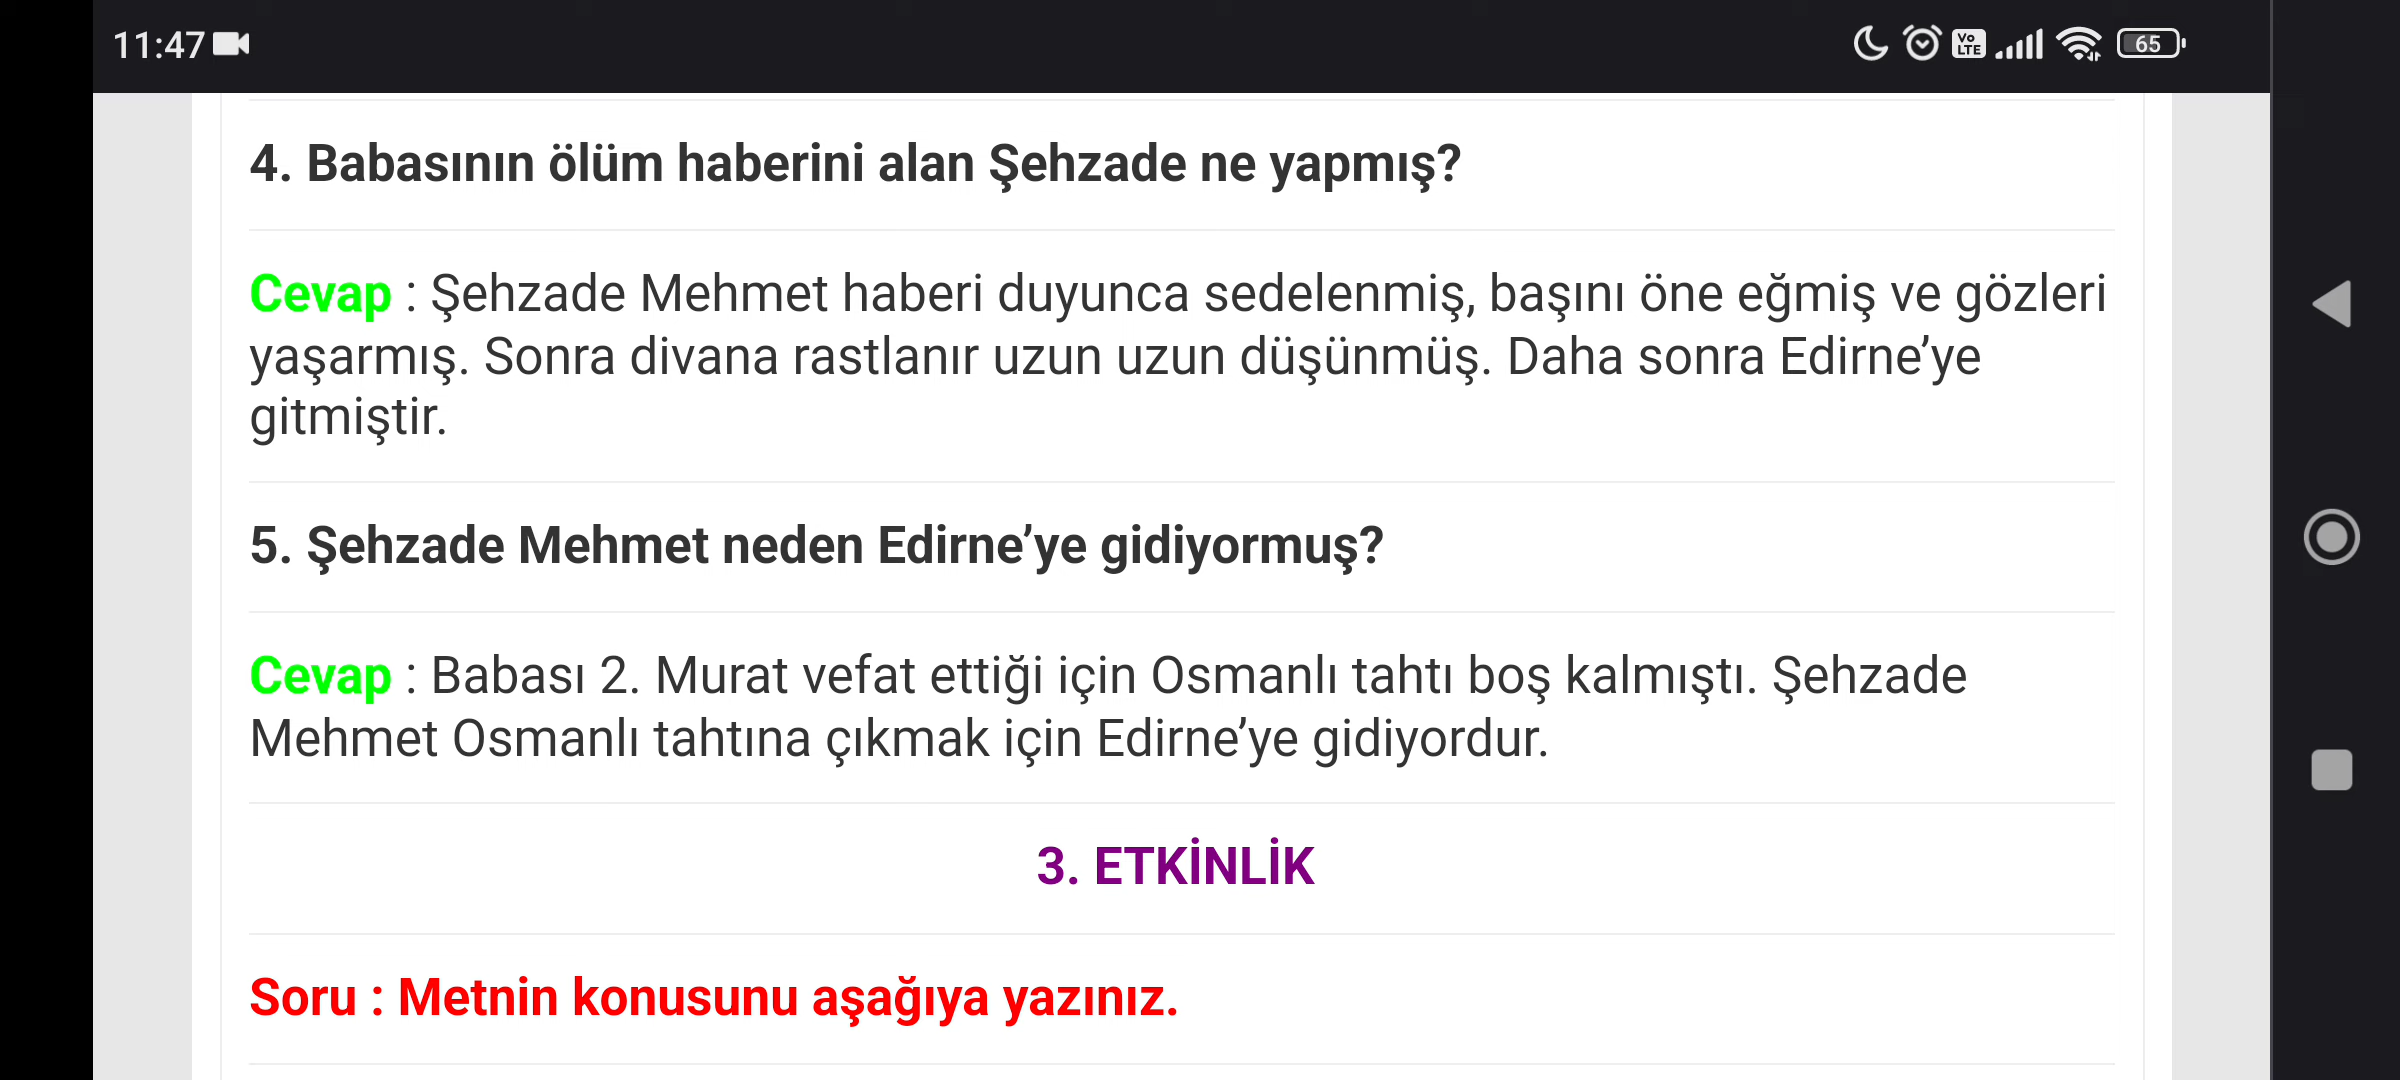 11:47
Vo
LTE
65
4. Babasının ölüm haberini alan Şehzade ne yapmış?
Cevap : Şehzade Mehmet haberi duyunca sedelenmiş, başını öne eğmiş ve gözleri
yaşarmış. Sonra divana rastlanır uzun uzun düşünmüş. Daha sonra Edirne’ye
gitmiştir.
5. Şehzade Mehmet neden Edirne’ye gidiyormuş?
Cevap : Babası 2. Murat vefat ettiği için Osmanlı tahtı boş kalmıştı. Şehzade
Mehmet Osmanlı tahtına çıkmak için Edirne’ye gidiyordur.
3. ETKİNLİK
Soru : Metnin konusunu aşağıya yazınız.